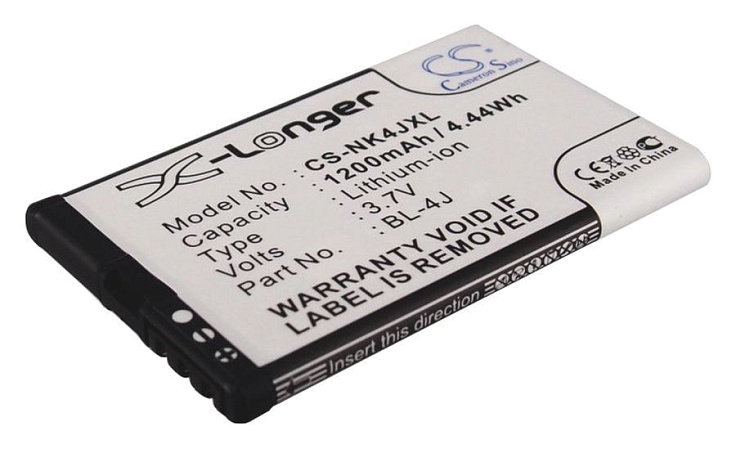 CS
Cameron Sino
X-Longer
Model No. : CS-NK4JXL
Capacity : 1200mAh / 4.44Wh
Type : Lithium-ion
Volts : 3.7V
Part No. : BL-4J
WARRANTY VOID IF
LABEL REMOVED
CE
Made in China
Insert this direction